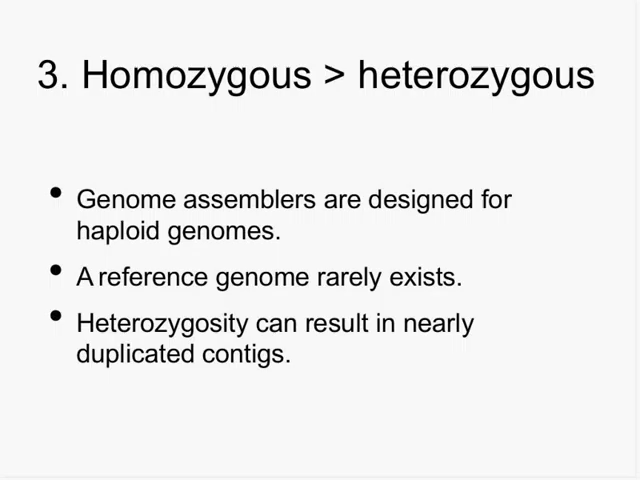 3. Homozygous > heterozygous
• Genome assemblers are designed for
haploid genomes.
• A reference genome rarely exists.
• Heterozygosity can result in nearly
duplicated contigs.